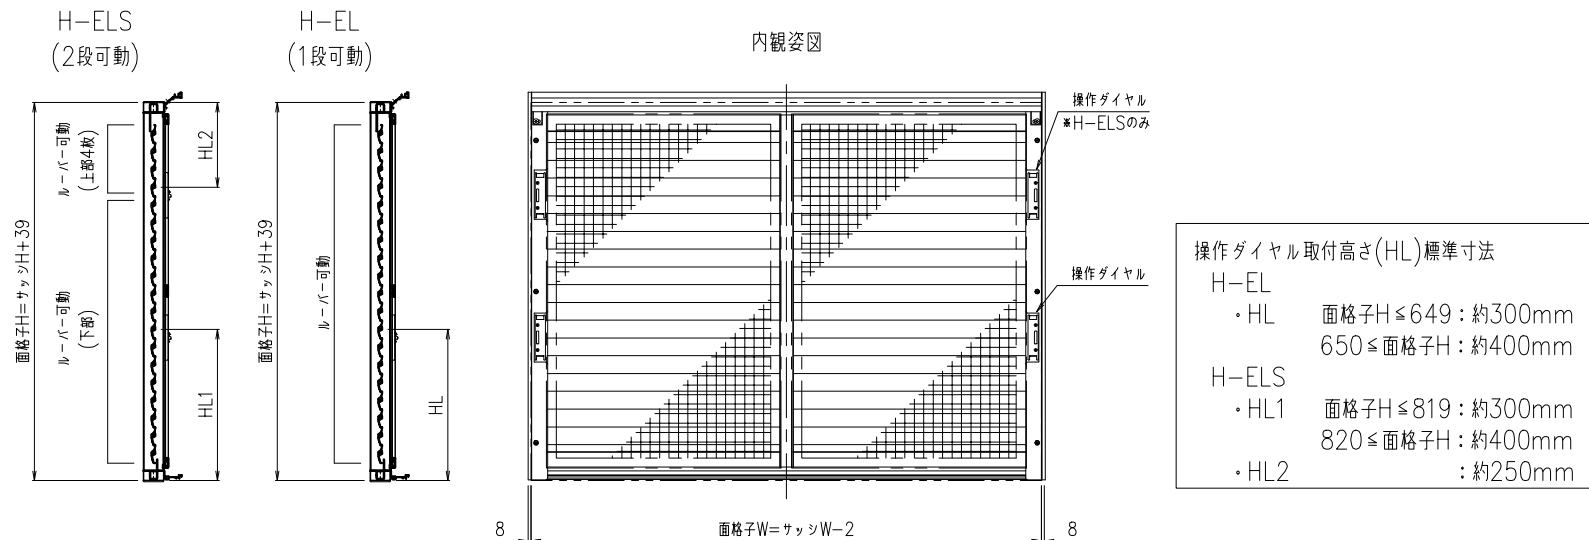 H-ELS
(2段可動)
H-EL
(1段可動)
内観姿図
面格子H=サッシH+39
ルーバー可動
(上部4枚)
ルーバー可動
(下部)
HL2
HL1
面格子H=サッシH+39
ルーバー可動
HL
操作ダイヤル
※H-ELSのみ
操作ダイヤル
8
面格子W=サッシW-2
8
操作ダイヤル取付高さ(HL)標準寸法
H-EL
・HL 面格子H≦649:約300mm
650≦面格子H:約400mm
H-ELS
・HL1 面格子H≦819:約300mm
820≦面格子H:約400mm
・HL2 :約250mm